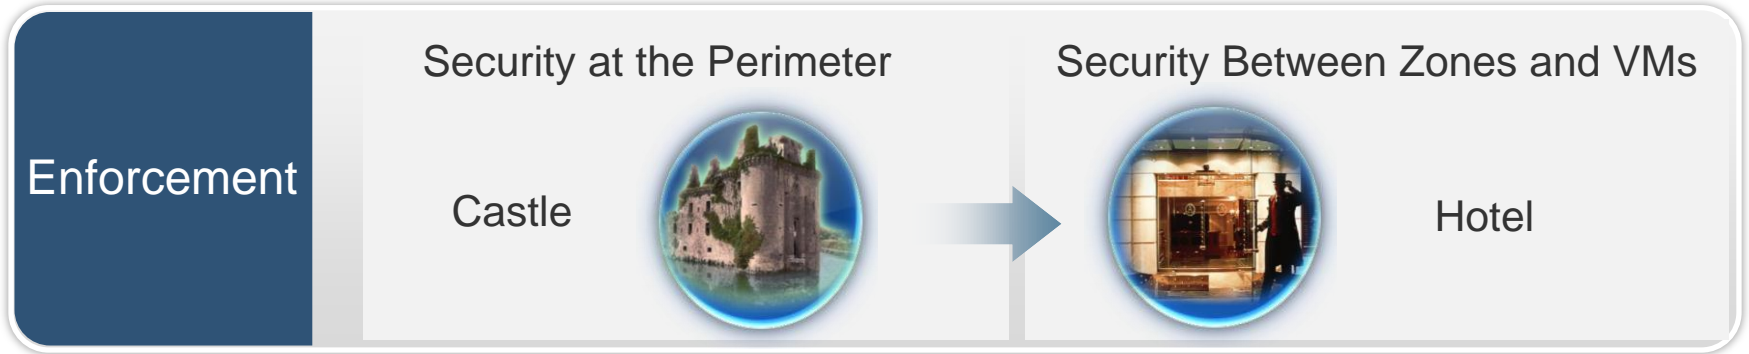 Enforcement
Security at the Perimeter
Castle
Security Between Zones and VMs
Hotel